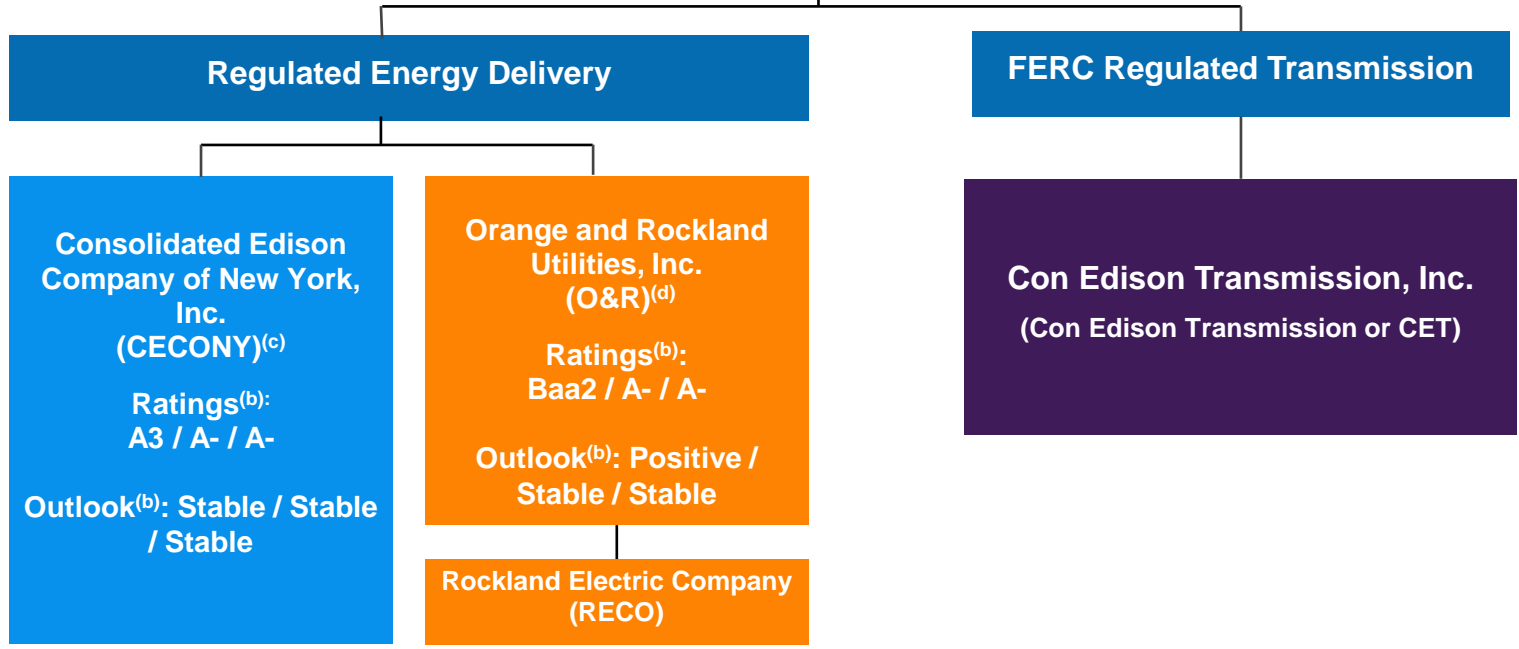 Regulated Energy Delivery
FERC Regulated Transmission
Consolidated Edison
Company of New York,
Inc.
(CECONY)(c)
Ratings(b):
A3 / A- / A-
Outlook(b): Stable / Stable
/ Stable
Orange and Rockland
Utilities, Inc.
(O&R)(d)
Ratings(b):
Baa2 / A- / A-
Outlook(b): Positive /
Stable / Stable
Rockland Electric Company
(RECO)
Con Edison Transmission, Inc.
(Con Edison Transmission or CET)